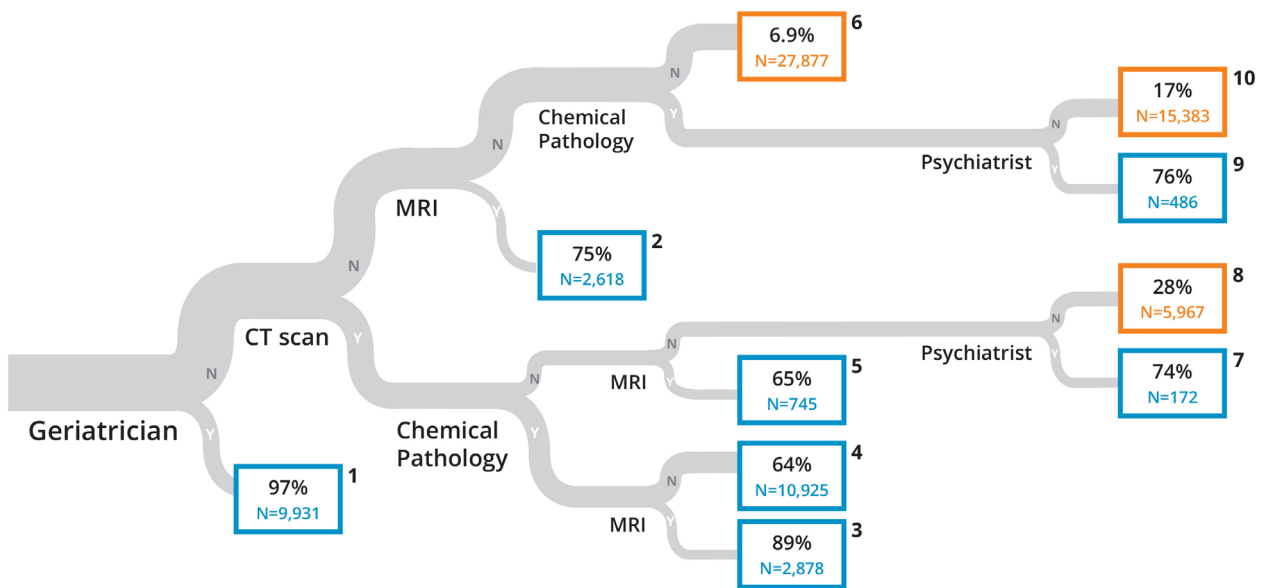 6.9%
N=27,877
6
N
Y
Chemical
Pathology
17%
N=15,383
10
N
Y
Psychiatrist
76%
N=486
9
N
Y
MRI
75%
N=2,618
2
N
Y
CT scan
28%
N=5,967
8
N
Y
Psychiatrist
74%
N=172
7
N
Y
MRI
65%
N=745
5
N
Y
Geriatrician
97%
N=9,931
1
N
Y
Chemical
Pathology
64%
N=10,925
4
N
Y
MRI
89%
N=2,878
3